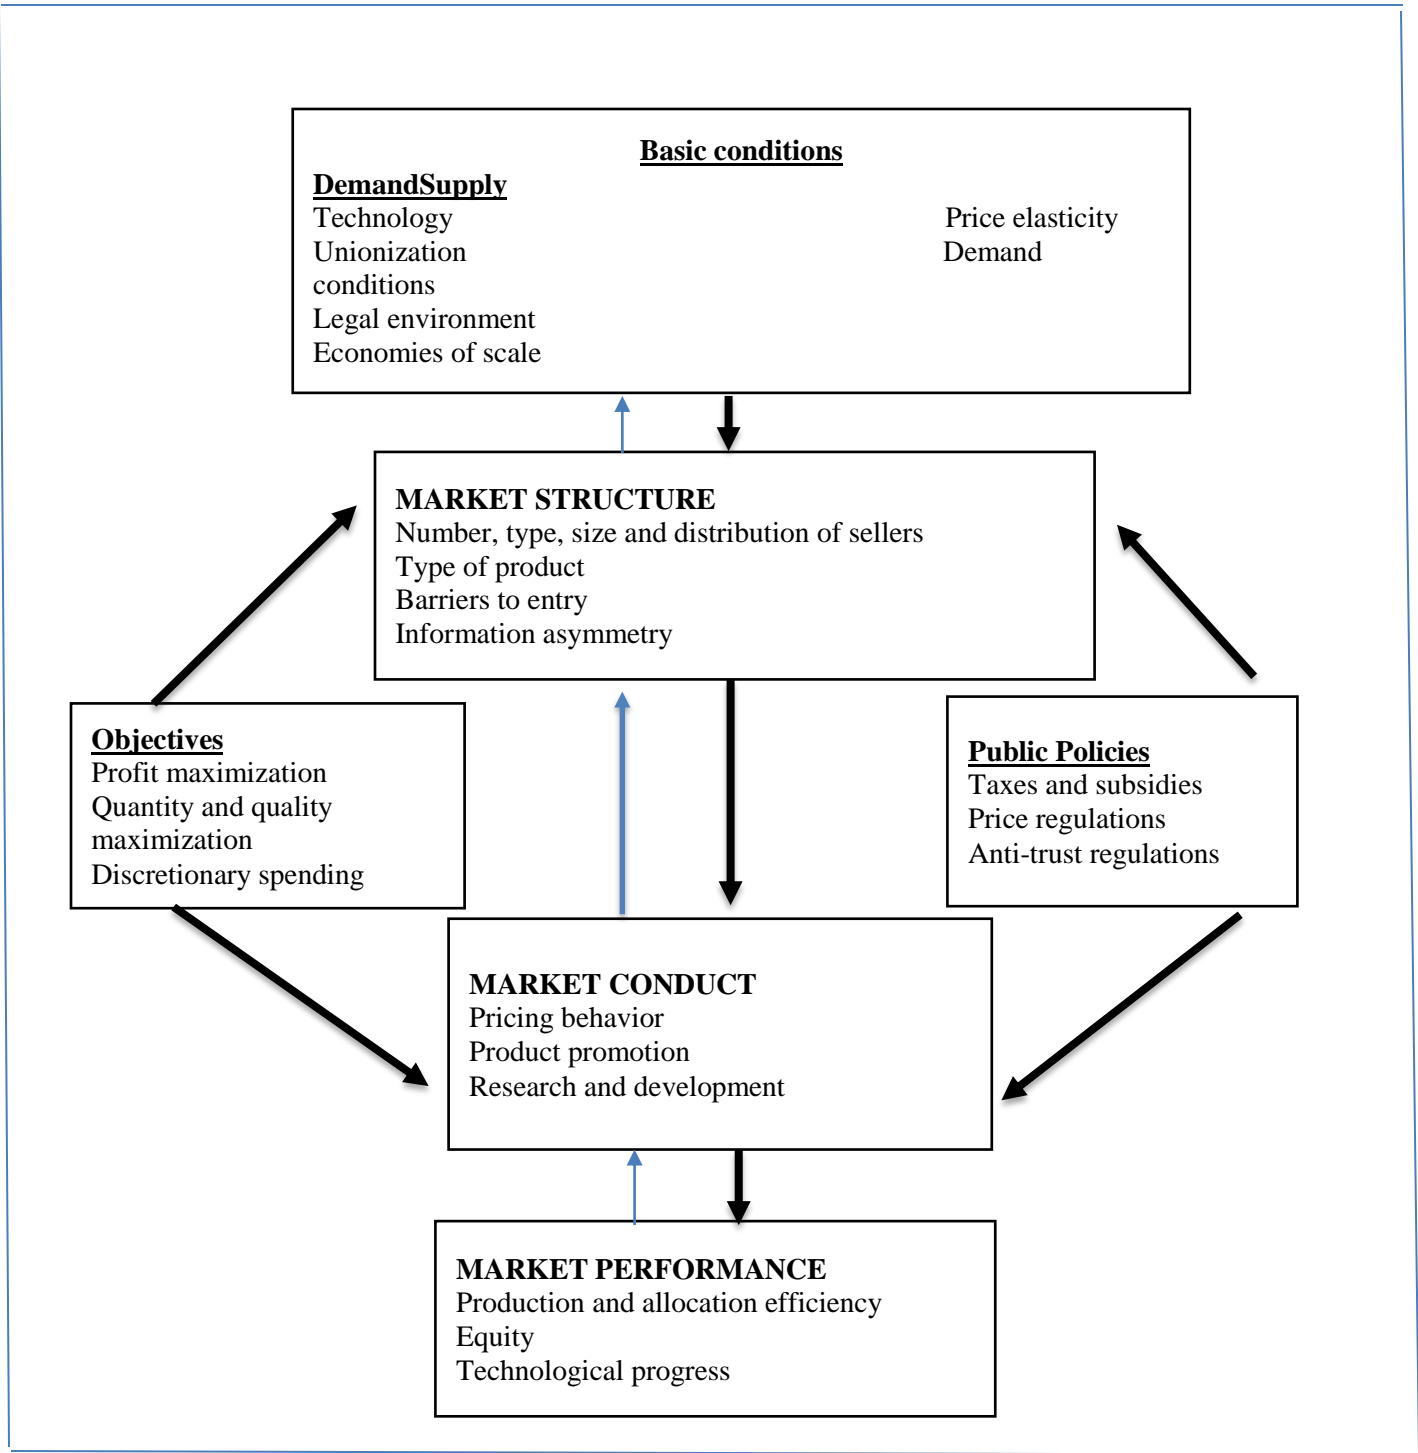 Basic conditions
DemandSupply
Technology Price elasticity
Unionization Demand
conditions
Legal environment
Economies of scale
MARKET STRUCTURE
Number, type, size and distribution of sellers
Type of product
Barriers to entry
Information asymmetry
Objectives
Profit maximization
Quantity and quality
maximization
Discretionary spending
Public Policies
Taxes and subsidies
Price regulations
Anti-trust regulations
MARKET CONDUCT
Pricing behavior
Product promotion
Research and development
MARKET PERFORMANCE
Production and allocation efficiency
Equity
Technological progress